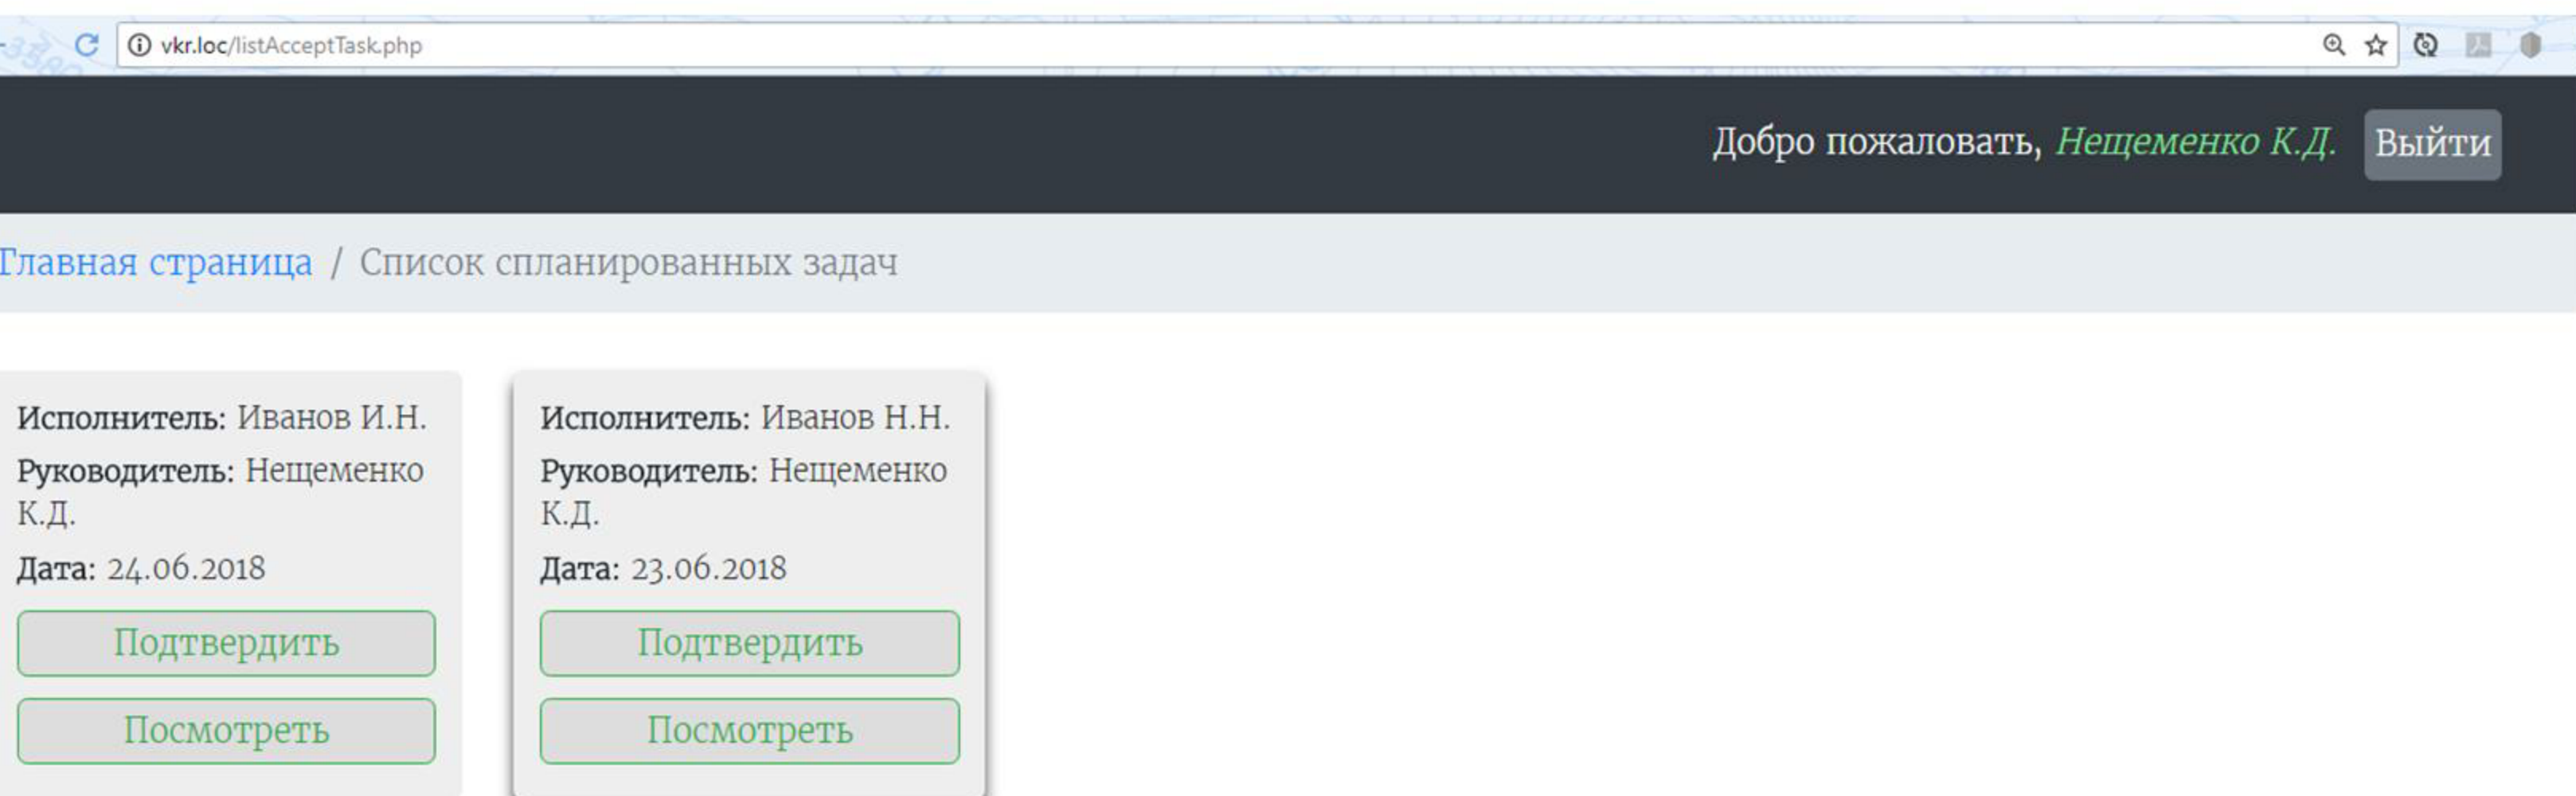 vkr.loc/listAcceptTask.php
Добро пожаловать, Нещеменко К.Д. Выйти
Главная страница / Список спланированных задач
Исполнитель: Иванов И.Н.
Руководитель: Нещеменко
К.Д.
Дата: 24.06.2018
Подтвердить
Посмотреть
Исполнитель: Иванов Н.Н.
Руководитель: Нещеменко
К.Д.
Дата: 23.06.2018
Подтвердить
Посмотреть